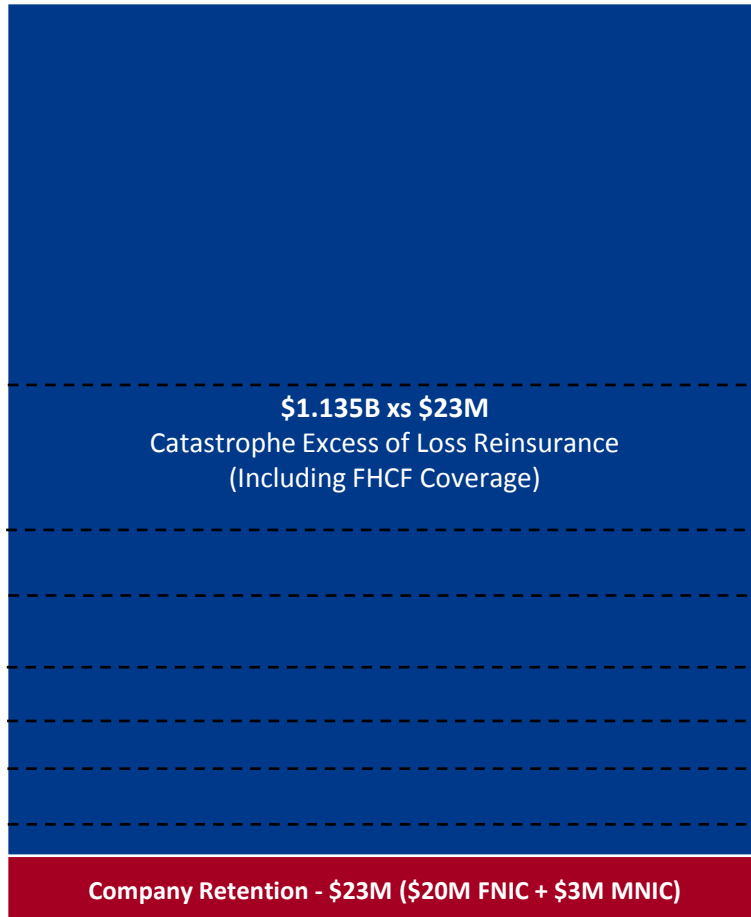 $1.135B xs $23M
Catastrophe Excess of Loss Reinsurance
(Including FHCF Coverage)
Company Retention - $23M ($20M FNIC + $3M MNIC)